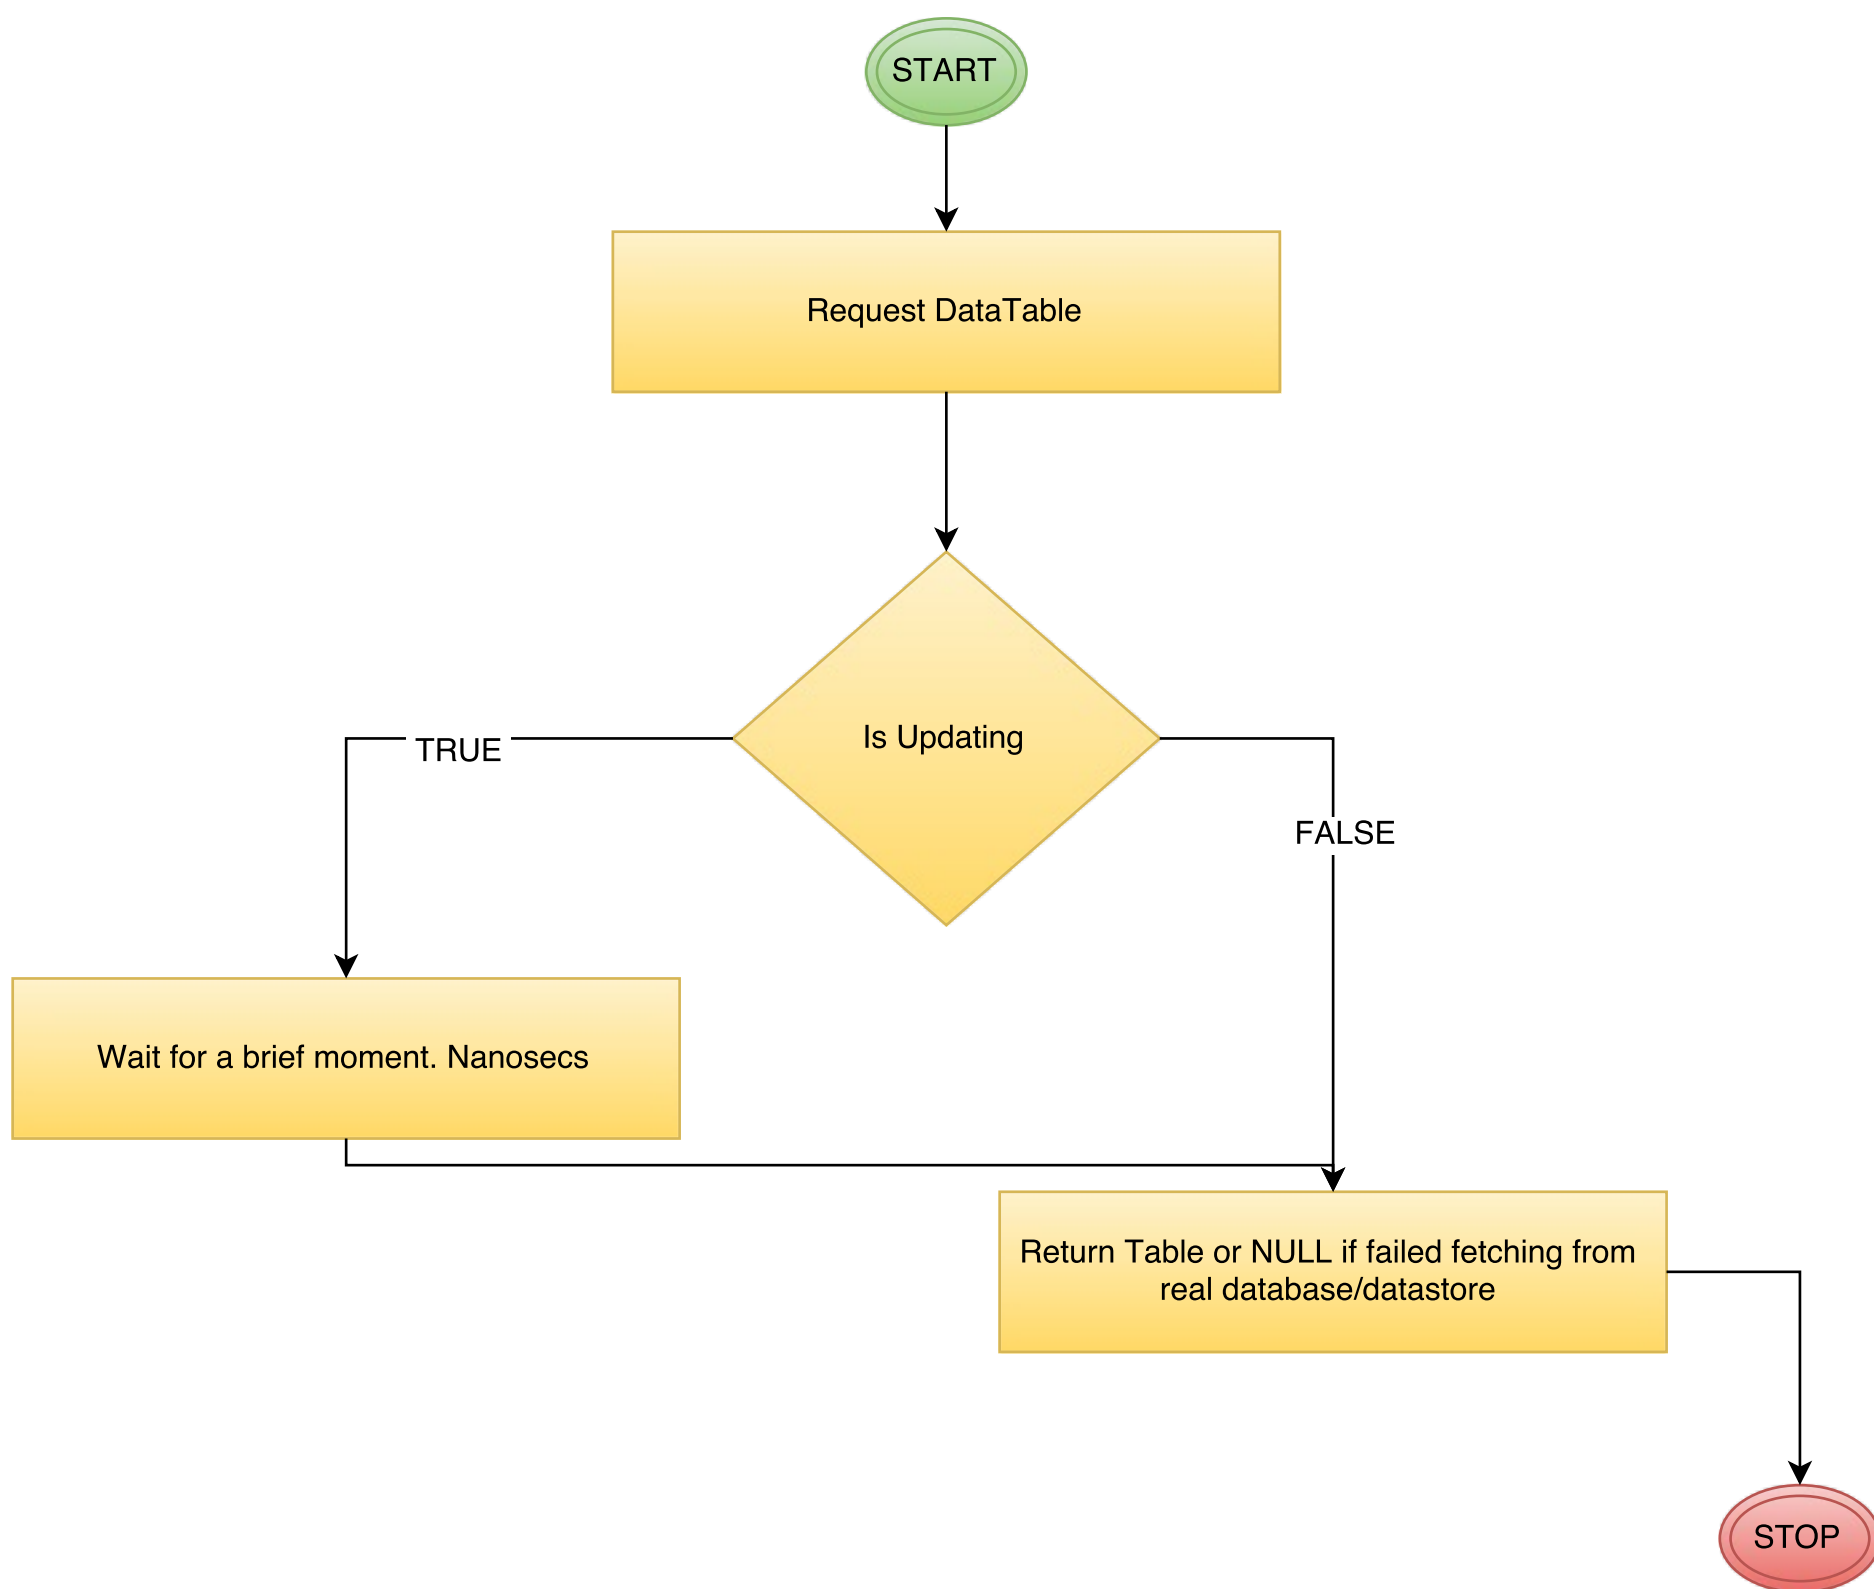 START
Request DataTable
Is Updating
TRUE
FALSE
Wait for a brief moment. Nanosecs
Return Table or NULL if failed fetching from
real database/datastore
STOP